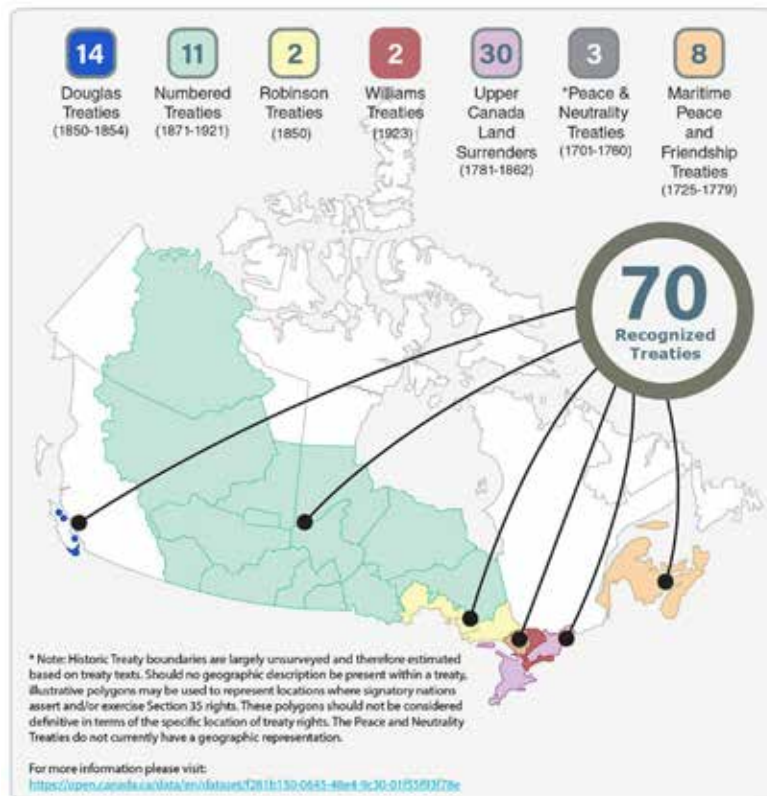 14
Douglas
Treaties
(1850-1854)
11
Numbered
Treaties
(1871-1921)
2
Robinson
Treaties
(1850)
2
Williams
Treaties
(1923)
30
Upper
Canada
Land
Surrenders
(1781-1862)
3
*Peace &
Neutrality
Treaties
(1701-1760)
8
Maritime
Peace
and
Friendship
Treaties
(1725-1779)
70
Recognized
Treaties
* Note: Historic Treaty boundaries are largely unsurveyed and therefore estimated
based on treaty texts. Should no geographic description be present within a treaty,
illustrative polygons may be used to represent locations where signatory nations
assert and/or exercise Section 35 rights. These polygons should not be considered
definitive in terms of the specific location of treaty rights. The Peace and Neutrality
Treaties do not currently have a geographic representation.
For more information please visit: